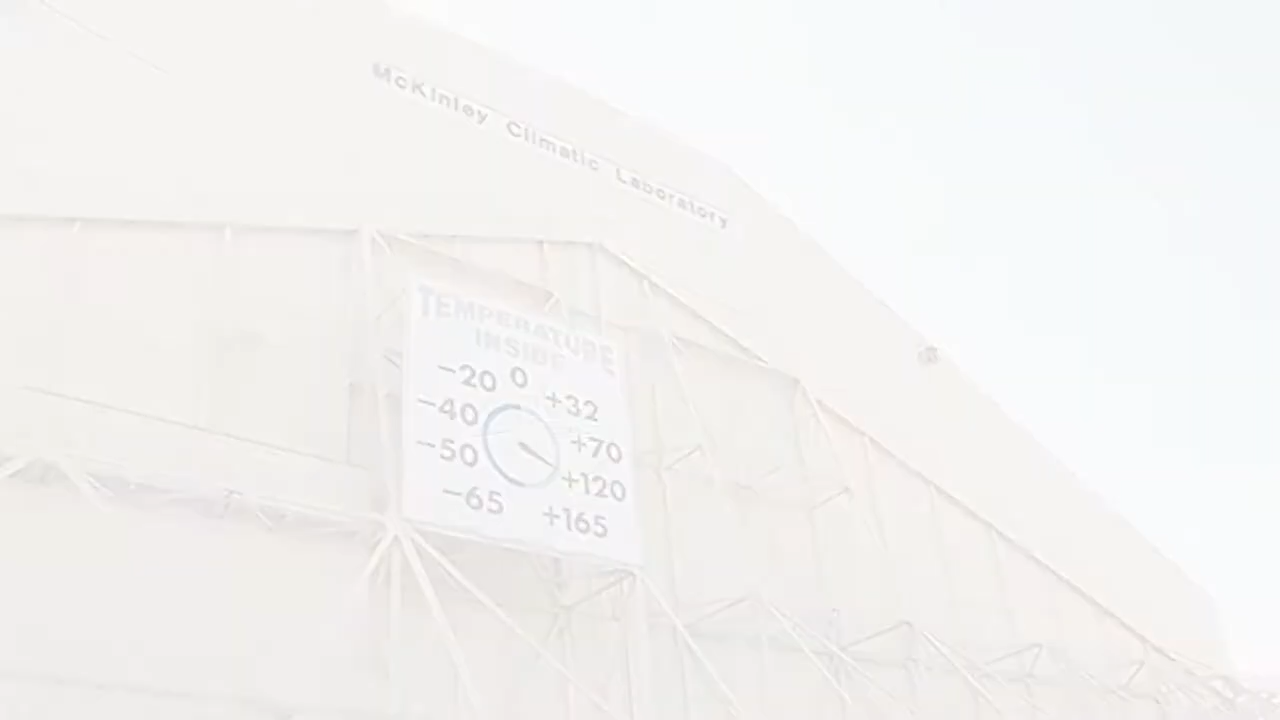 McKinley Climatic Laboratory
TEMPERATURE
INSIDE
-20 0 +32
-40 +70
-50 +120
-65 +165